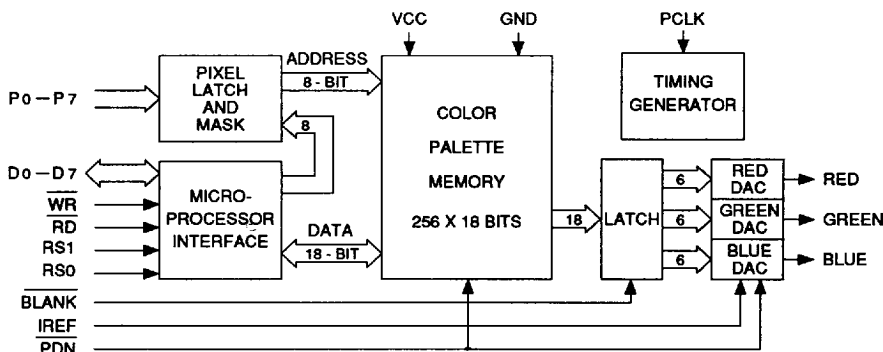 VCC
GND
PCLK
ADDRESS
8 - BIT
PIXEL
LATCH
AND
MASK
P0-P7
8
COLOR
PALETTE
MEMORY
256 X 18 BITS
TIMING
GENERATOR
D0-D7
WR
RD
RS1
RS0
MICRO-
PROCESSOR
INTERFACE
DATA
18 - BIT
18
LATCH
6
6
6
RED
DAC
GREEN
DAC
BLUE
DAC
RED
GREEN
BLUE
BLANK
IREF
PDN